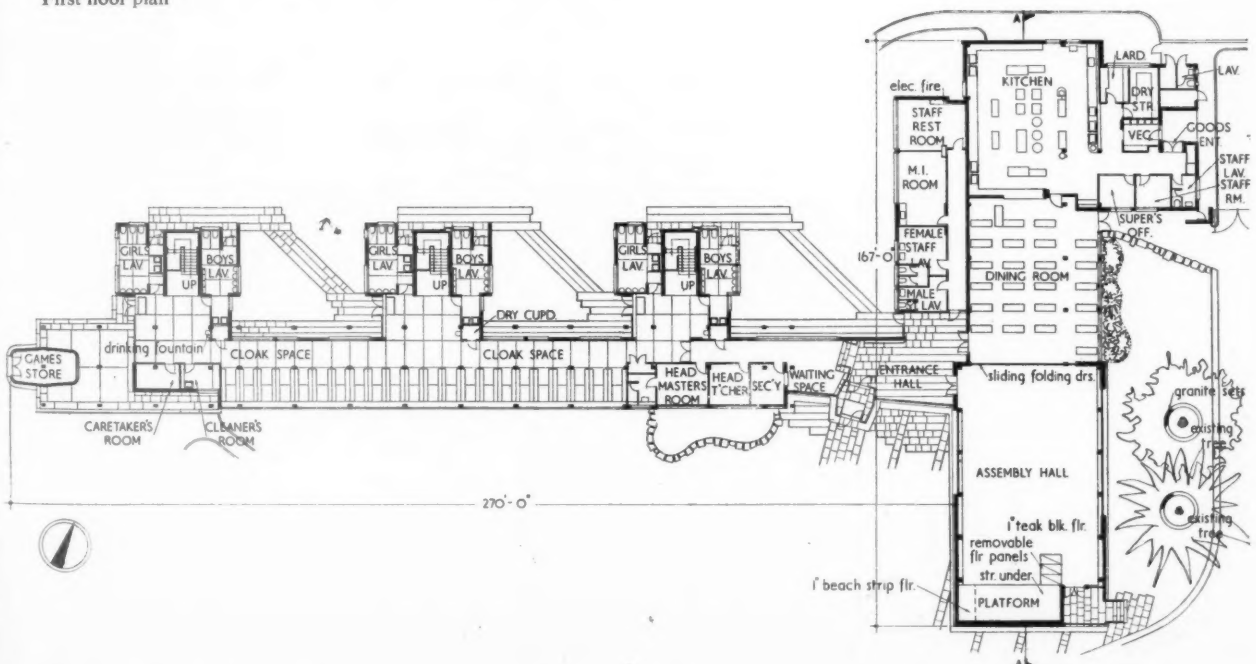 First floor plan
A
LARD.
LAV.
KITCHEN
DRY
STR.
elec. fire
STAFF
REST
ROOM
VEG.
GOODS
ENT.
M.I.
ROOM
STAFF
LAV.
STAFF
RM.
SUPER'S
OFF.
GIRLS
LAV.
UP
BOYS
LAV.
GIRLS
LAV.
UP
BOYS
LAV.
GIRLS
LAV.
UP
BOYS
LAV.
FEMALE
STAFF
LAV.
167'-0"
MALE
LAV.
DINING ROOM
DRY CUPD.
drinking fountain
GAMES
STORE
CLOAK SPACE
CLOAK SPACE
HEAD
MASTERS
ROOM
HEAD
T'CHER
SEC'Y
WAITING
SPACE
ENTRANCE
HALL
sliding folding drs.
granite sets
existing
tree
CARETAKER'S
ROOM
CLEANER'S
ROOM
ASSEMBLY HALL
270'-0"
1" teak blk. flr.
removable
flr panels
str. under
existing
tree
1" beach strip flr.
PLATFORM
A